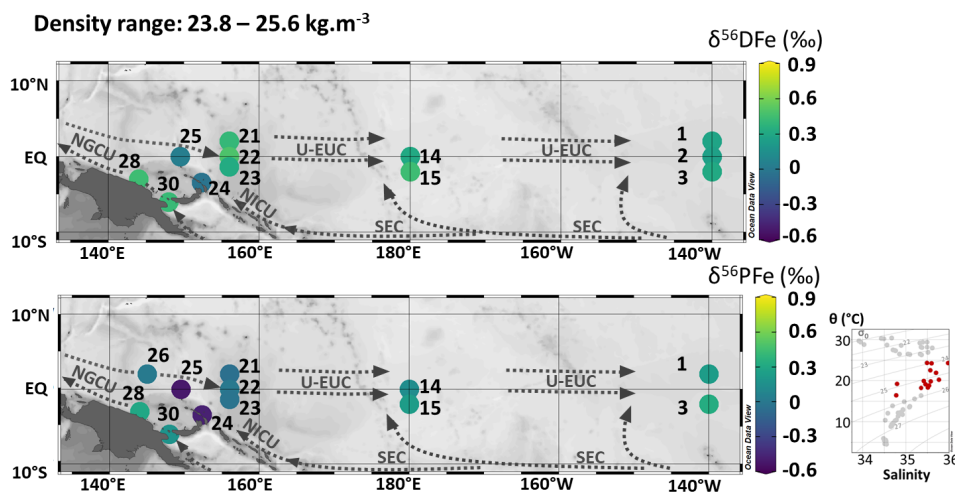 Density range: 23.8 – 25.6 kg.m-3
δ56DFe (‰)
10°N
EQ
10°S
140°E
160°E
180°E
160°W
140°W
NGCU
28
30
25
21
22
23
24
NICU
U-EUC
14
15
SEC
U-EUC
SEC
1
2
3
Ocean Data View
0.9
0.6
0.3
0
-0.3
-0.6
δ56PFe (‰)
10°N
EQ
10°S
140°E
160°E
180°E
160°W
140°W
26
25
21
22
23
24
NGCU
28
30
NICU
U-EUC
14
15
SEC
U-EUC
SEC
1
3
Ocean Data View
0.9
0.6
0.3
0
-0.3
-0.6
θ (°C)
30
20
10
34
35
36
Salinity
25
26
27